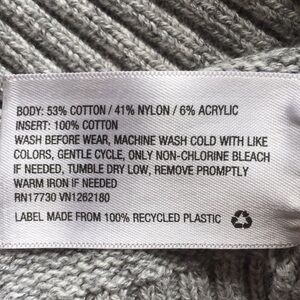 BODY: 53% COTTON / 41% NYLON / 6% ACRYLIC
INSERT: 100% COTTON
WASH BEFORE WEAR, MACHINE WASH COLD WITH LIKE
COLORS, GENTLE CYCLE, ONLY NON-CHLORINE BLEACH
IF NEEDED, TUMBLE DRY LOW, REMOVE PROMPTLY
WARM IRON IF NEEDED
RN17730 VN1262180
LABEL MADE FROM 100% RECYCLED PLASTIC